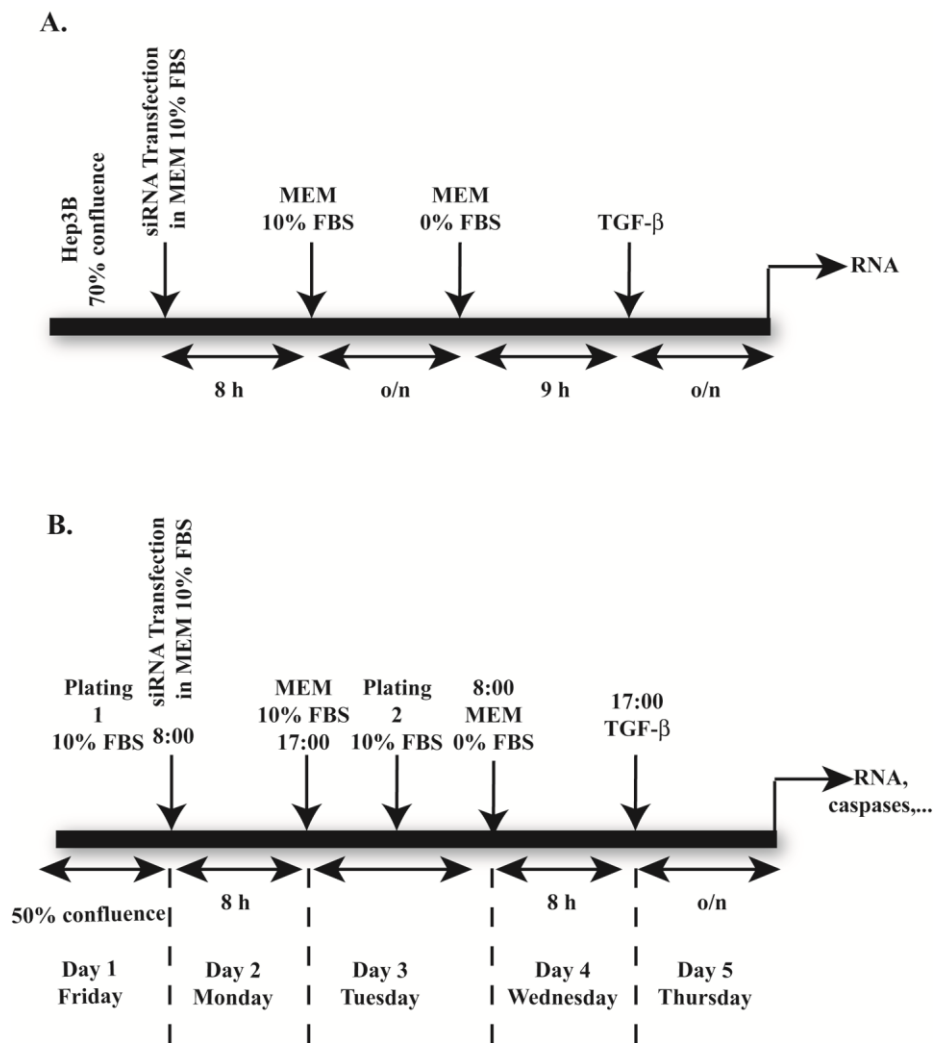 A.
Hep3B
70% confluence
siRNA Transfection
in MEM 10% FBS
MEM
10% FBS
MEM
0% FBS
TGF-β
RNA
8 h
o/n
9 h
o/n
B.
Plating
1
10% FBS
siRNA Transfection
in MEM 10% FBS
8:00
MEM
10% FBS
17:00
Plating
2
10% FBS
8:00
MEM
0% FBS
17:00
TGF-β
RNA,
caspases,...
50% confluence
8 h
8 h
o/n
Day 1
Friday
Day 2
Monday
Day 3
Tuesday
Day 4
Wednesday
Day 5
Thursday